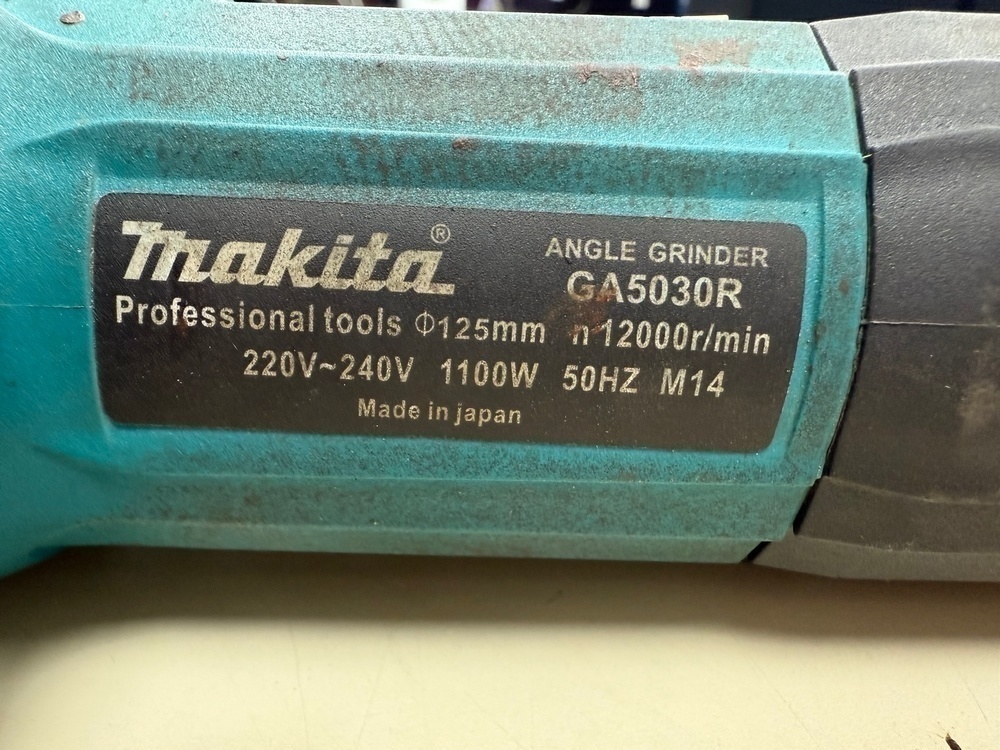 makita®
ANGLE GRINDER
GA5030R
Professional tools Φ125mm n 12000r/min
220V~240V 1100W 50HZ M14
Made in japan